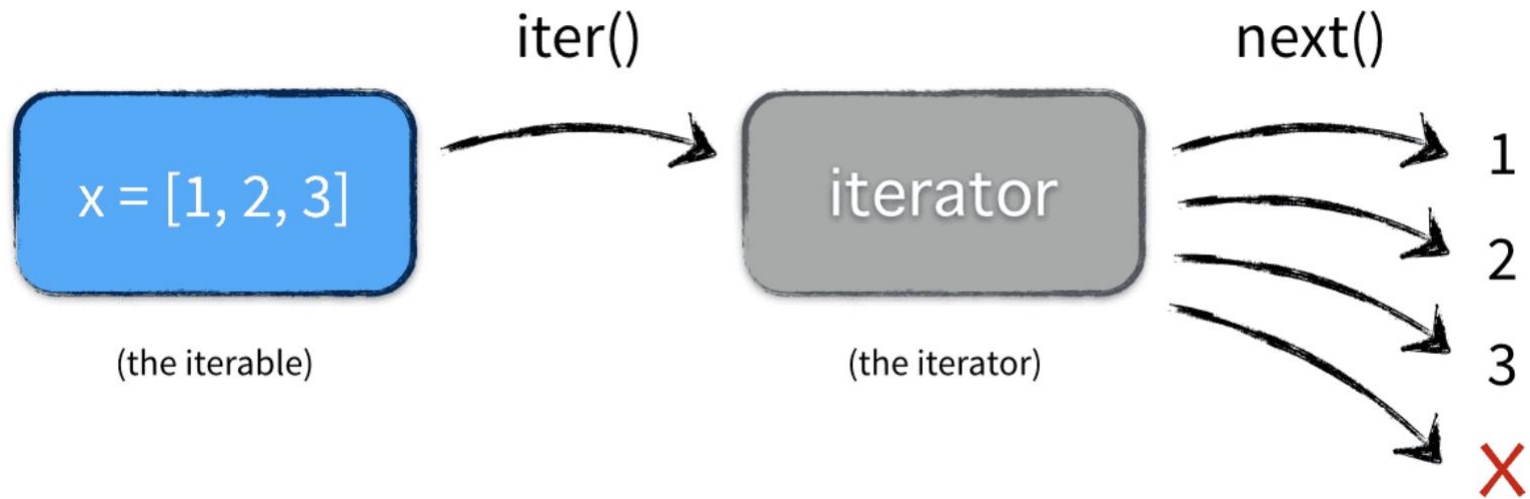 iter()
next()
x = [1, 2, 3]
iterator
1
2
3
X
(the iterable)
(the iterator)